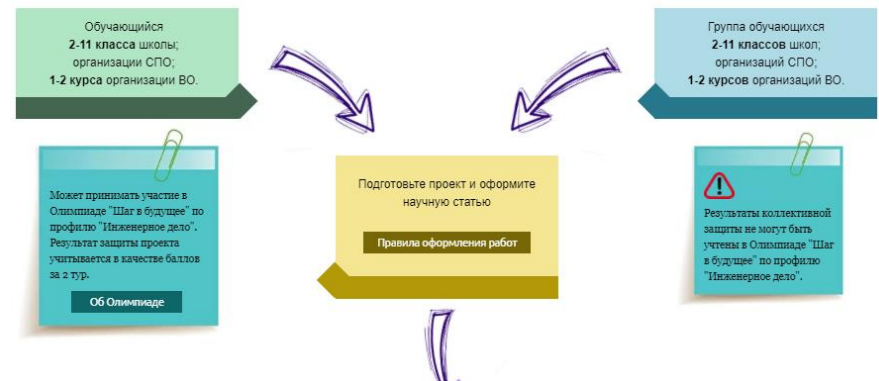 Обучающийся
2-11 класса школы;
организации СПО;
1-2 курса организации ВО.
Группа обучающихся
2-11 классов школ;
организаций СПО;
1-2 курсов организаций ВО.
Может принимать участие в
Олимпиаде "Шаг в будущее" по
профилю "Инженерное дело".
Результат защиты проекта
учитывается в качестве баллов
за 2 тур.
Об Олимпиаде
Подготовьте проект и оформите
научную статью
Правила оформления работ
Результаты коллективной
защиты не могут быть
учтены в Олимпиаде "Шаг
в будущее" по профилю
"Инженерное дело".